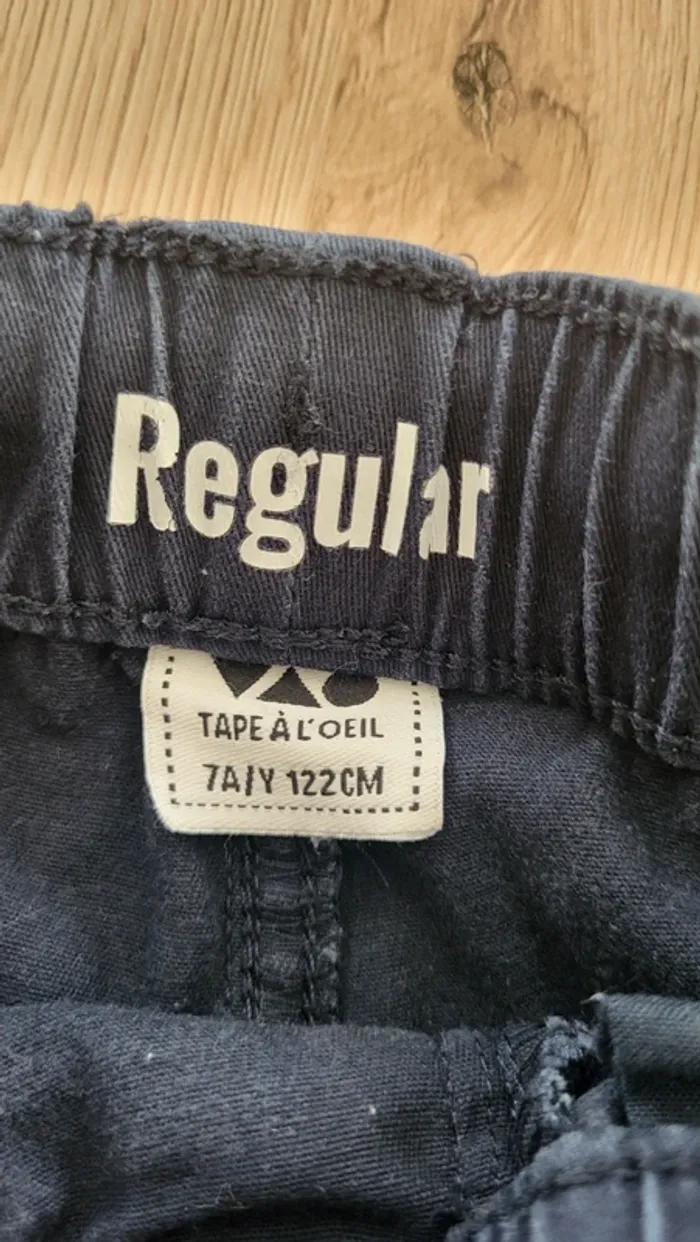 Regular
TAPE À L'OEIL
7A/Y 122CM